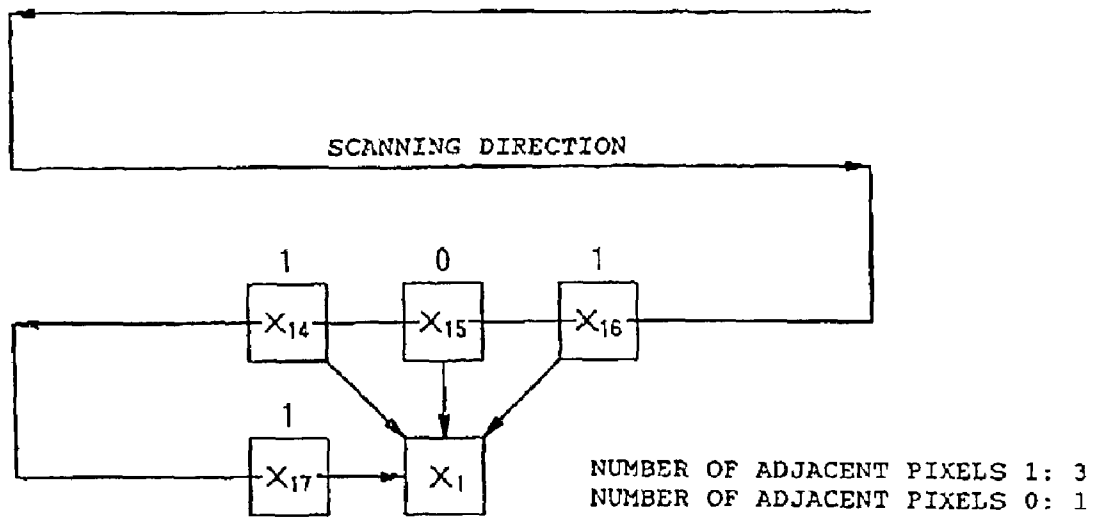 SCANNING DIRECTION
1 0 1
X14 X15 X16
1
X17 X1
NUMBER OF ADJACENT PIXELS 1: 3
NUMBER OF ADJACENT PIXELS 0: 1